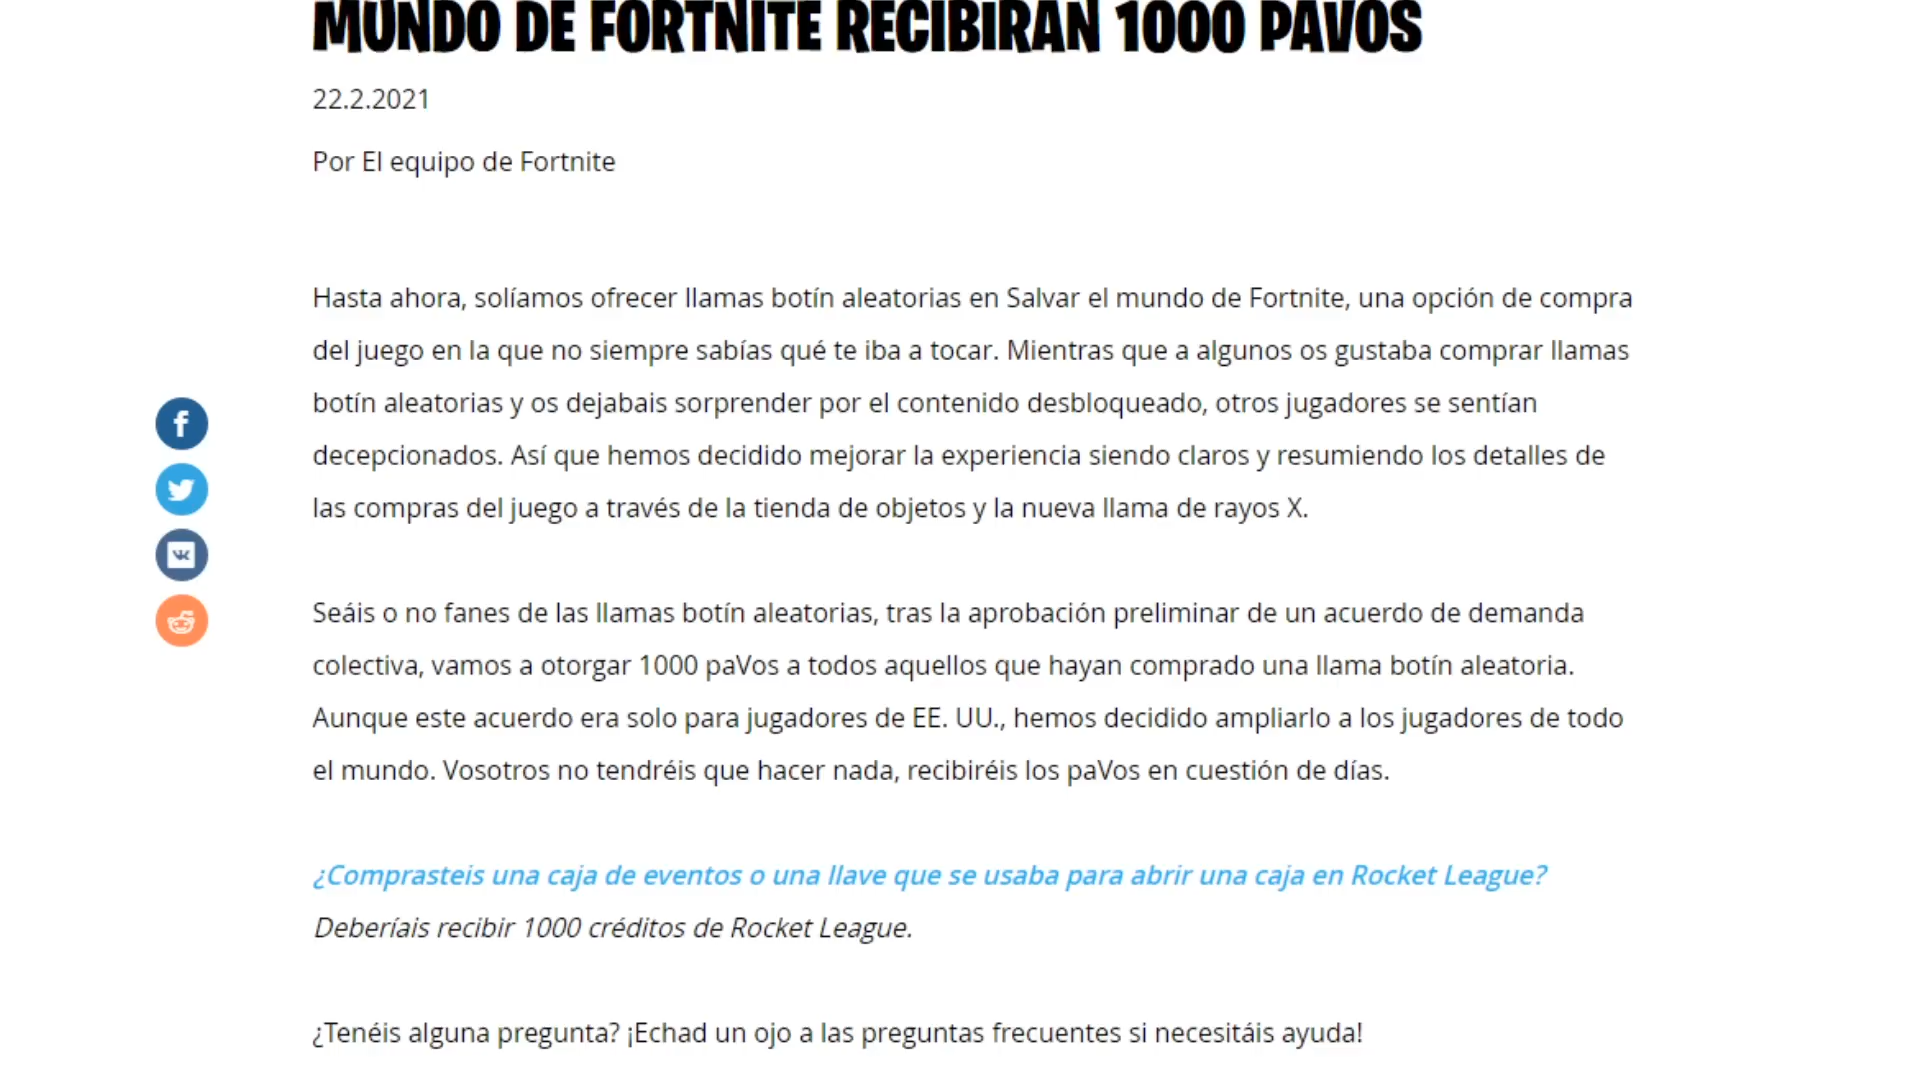 MUNDO DE FORTNITE RECIBIRÁN 1000 PAVOS
22.2.2021
Por El equipo de Fortnite
Hasta ahora, solíamos ofrecer llamas botín aleatorias en Salvar el mundo de Fortnite, una opción de compra
del juego en la que no siempre sabías qué te iba a tocar. Mientras que a algunos os gustaba comprar llamas
botín aleatorias y os dejabais sorprender por el contenido desbloqueado, otros jugadores se sentían
decepcionados. Así que hemos decidido mejorar la experiencia siendo claros y resumiendo los detalles de
las compras del juego a través de la tienda de objetos y la nueva llama de rayos X.
Seáis o no fanes de las llamas botín aleatorias, tras la aprobación preliminar de un acuerdo de demanda
colectiva, vamos a otorgar 1000 paVos a todos aquellos que hayan comprado una llama botín aleatoria.
Aunque este acuerdo era solo para jugadores de EE. UU., hemos decidido ampliarlo a los jugadores de todo
el mundo. Vosotros no tendréis que hacer nada, recibiréis los paVos en cuestión de días.
¿Comprasteis una caja de eventos o una llave que se usaba para abrir una caja en Rocket League?
Deberíais recibir 1000 créditos de Rocket League.
¿Tenéis alguna pregunta? ¡Echad un ojo a las preguntas frecuentes si necesitáis ayuda!